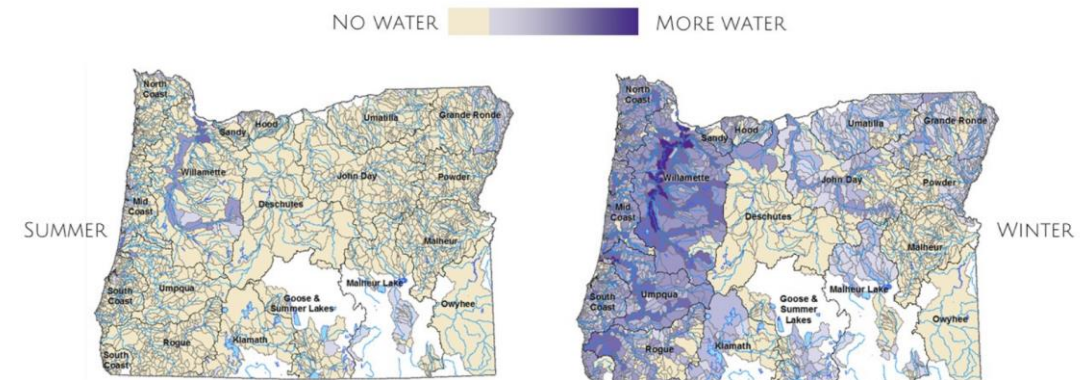 NO WATER
MORE WATER
SUMMER
North
Coast
Sandy
Hood
Umatilla
Grande Ronde
Willamette
John Day
Powder
Mid
Coast
Deschutes
Malheur
South
Coast
Umpqua
Goose &
Summer Lakes
Malheur Lake
Owyhee
Rogue
Klamath
South
Coast
WINTER
North
Coast
Sandy
Hood
Umatilla
Grande Ronde
Willamette
John Day
Powder
Mid
Coast
Deschutes
Malheur
South
Coast
Umpqua
Goose &
Summer
Lakes
Malheur Lake
Owyhee
Rogue
Klamath